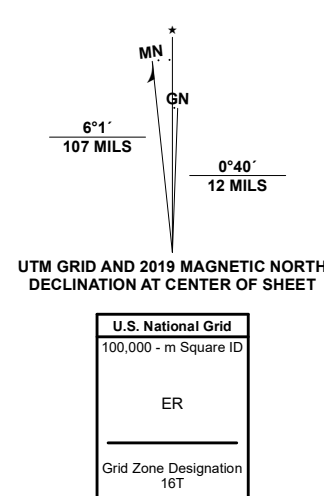 ★
MN
GN
6°1´
107 MILS
0°40´
12 MILS
UTM GRID AND 2019 MAGNETIC NORTH
DECLINATION AT CENTER OF SHEET
U.S. National Grid
100,000 - m Square ID
ER
Grid Zone Designation
16T